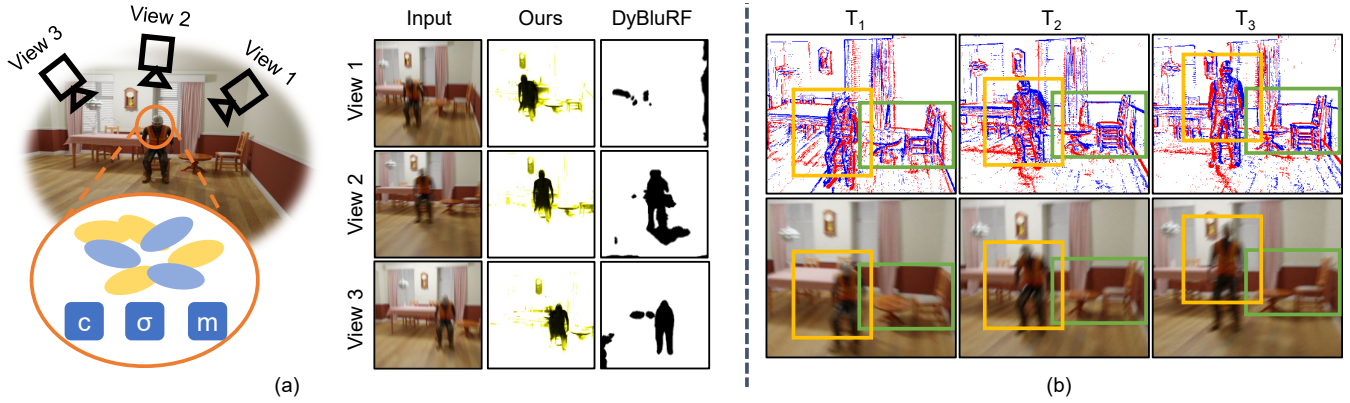 View 3
View 2
View 1
c
σ
m
(a)
Input
Ours
DyBluRF
View 1
View 2
View 3
T1
T2
T3
(b)